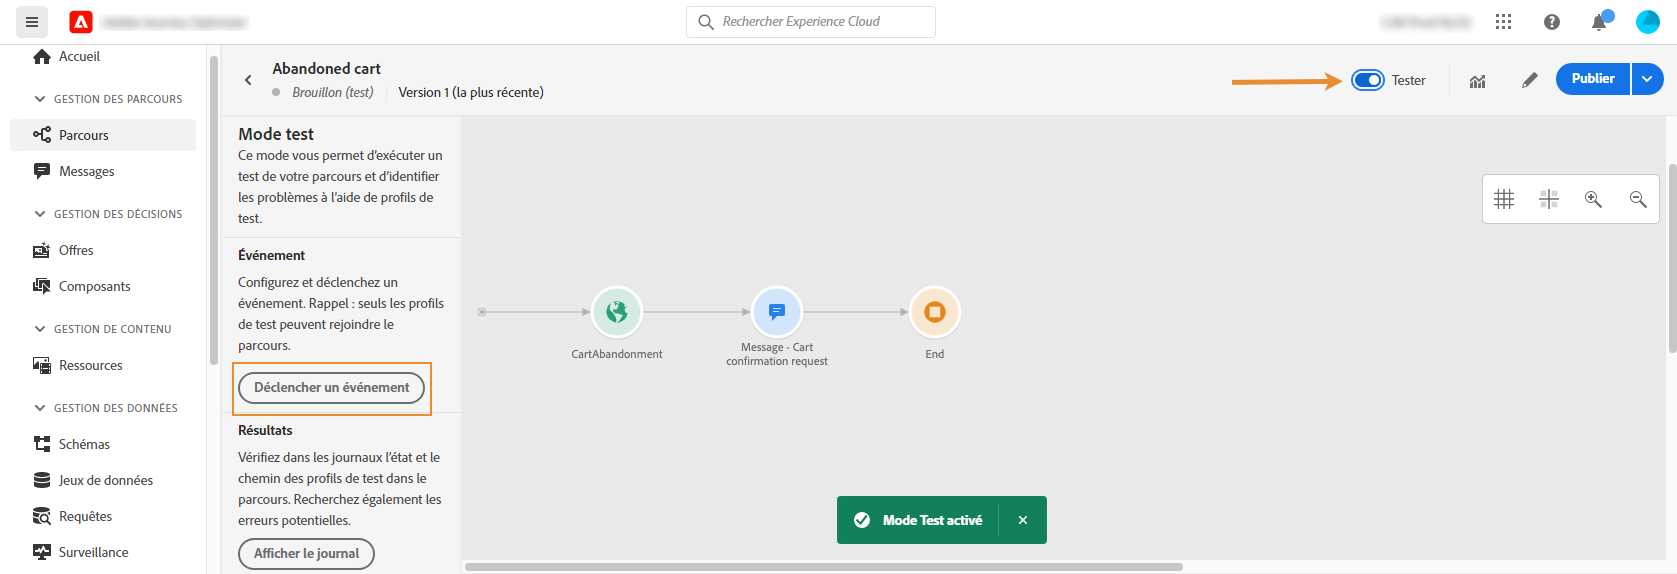 Rechercher Experience Cloud
Accueil
GESTION DES PARCOURS
Parcours
Messages
GESTION DES DÉCISIONS
Offres
Composants
GESTION DE CONTENU
Ressources
GESTION DES DONNÉES
Schémas
Jeux de données
Requêtes
Surveillance
Abandoned cart
Brouillon (test)
Version 1 (la plus récente)
Tester
Publier
Mode test
Ce mode vous permet d’exécuter un
test de votre parcours et d’identifier
les problèmes à l’aide de profils de
test.
Événement
Configurez et déclenchez un
événement. Rappel : seuls les profils
de test peuvent rejoindre le
parcours.
Déclencher un événement
Résultats
Vérifiez dans les journaux l’état et le
chemin des profils de test dans le
parcours. Recherchez également les
erreurs potentielles.
Afficher le journal
CartAbandonment
Message - Cart
confirmation request
End
Mode Test activé